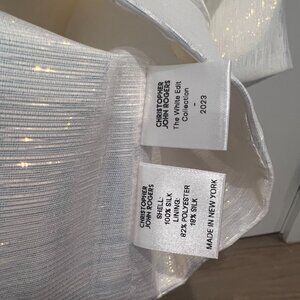 CHRISTOPHER
JOHN ROGERS
The White Edit
Collection
-
2023
CHRISTOPHER
JOHN ROGERS
SHELL:
100% SILK
LINING:
82% POLYESTER
18% SILK
MADE IN NEW YORK